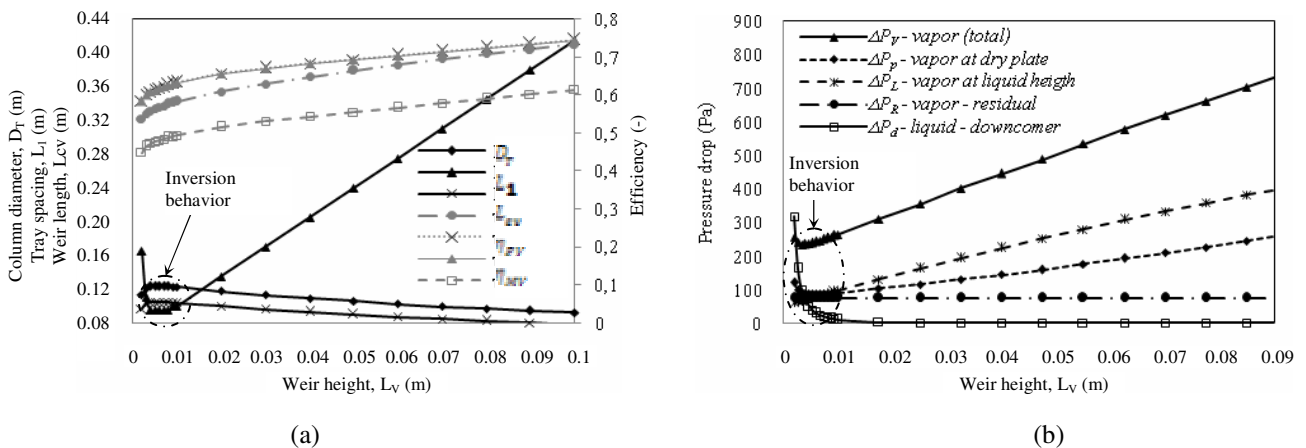 0.44
0.40
0.36
0.32
0.28
0.24
0.20
0.16
0.12
0.08
Column diameter, D_T (m)
Tray spacing, L_1 (m)
Weir length, Lcv (m)
0,8
0,7
0,6
0,5
0,4
0,3
0,2
0,1
0
Efficiency (-)
Inversion
behavior
0 0.01 0.02 0.03 0.04 0.05 0.06 0.07 0.08 0.09 0.1
Weir height, L_V (m)
(a)
900
800
700
600
500
400
300
200
100
0
Pressure drop (Pa)
ΔP_V - vapor (total)
ΔP_p - vapor at dry plate
ΔP_L - vapor at liquid heigth
ΔP_R - vapor - residual
ΔP_d - liquid - downcomer
Inversion
behavior
0 0.01 0.02 0.03 0.04 0.05 0.06 0.07 0.08 0.09
Weir height, L_V (m)
(b)